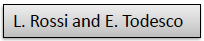 L. Rossi and E. Todesco